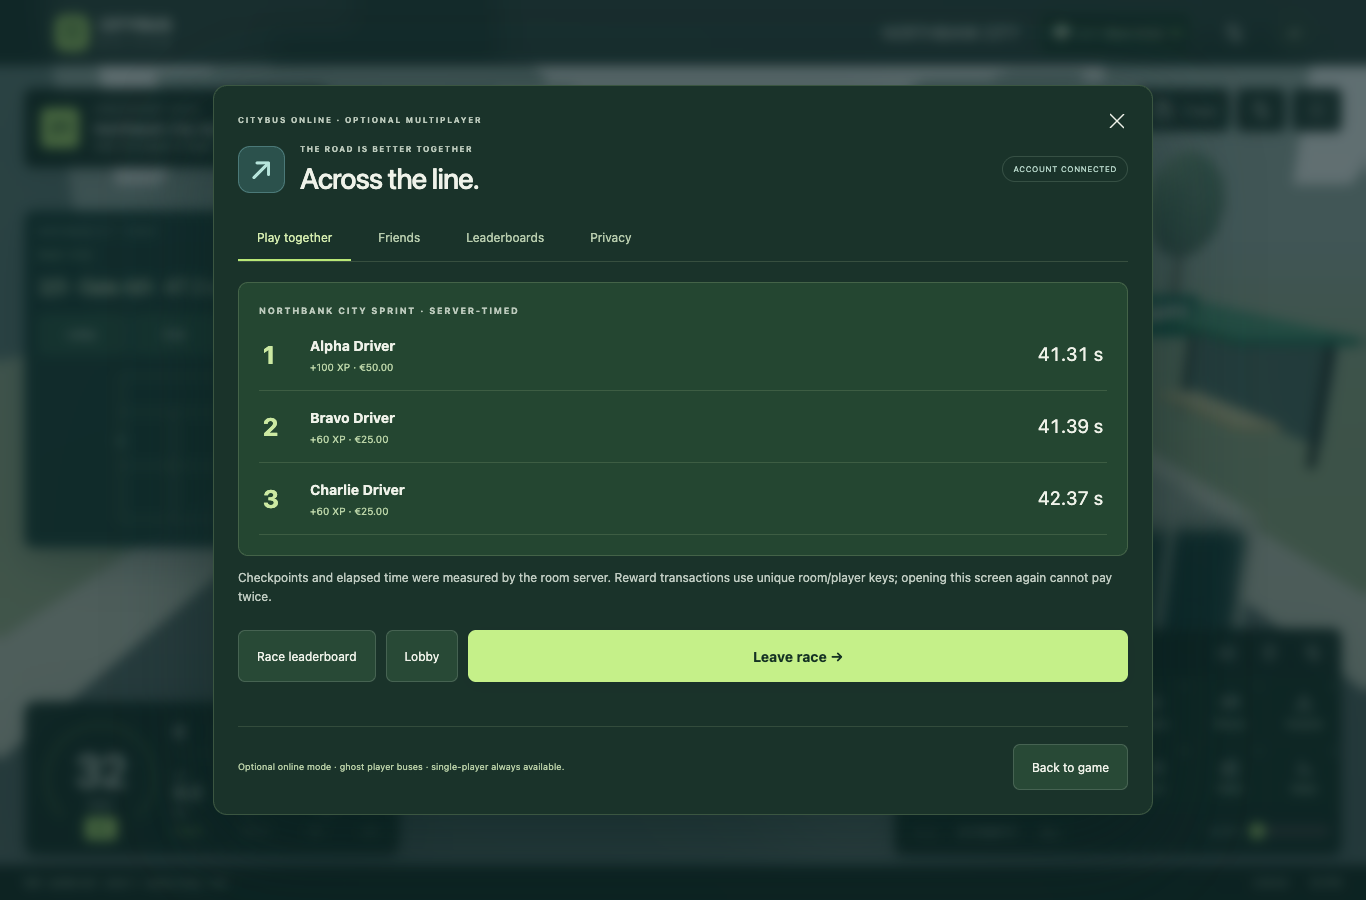 CITYBUS ONLINE · OPTIONAL MULTIPLAYER
THE ROAD IS BETTER TOGETHER
Across the line.
ACCOUNT CONNECTED
Play together Friends Leaderboards Privacy
NORTHBANK CITY SPRINT · SERVER-TIMED
1 Alpha Driver 41.31 s
+100 XP · €50.00
2 Bravo Driver 41.39 s
+60 XP · €25.00
3 Charlie Driver 42.37 s
+60 XP · €25.00
Checkpoints and elapsed time were measured by the room server. Reward transactions use unique room/player keys; opening this screen again cannot pay
twice.
Race leaderboard Lobby Leave race →
Optional online mode · ghost player buses · single-player always available.
Back to game